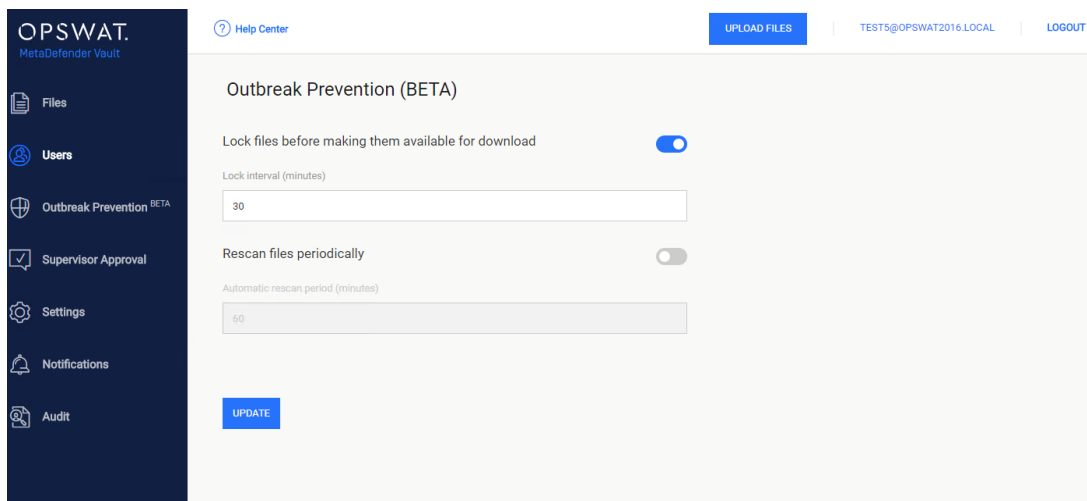 OPSWAT.
MetaDefender Vault
Files
Users
Outbreak Prevention BETA
Supervisor Approval
Settings
Notifications
Audit
? Help Center
UPLOAD FILES
TEST5@OPSWAT2016.LOCAL
LOGOUT
Outbreak Prevention (BETA)
Lock files before making them available for download
Lock interval (minutes)
30
Rescan files periodically
Automatic rescan period (minutes)
60
UPDATE